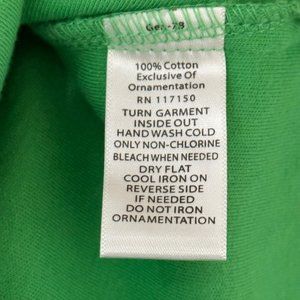 100% Cotton
Exclusive Of
Ornamentation
RN 117150
TURN GARMENT
INSIDE OUT
HAND WASH COLD
ONLY NON-CHLORINE
BLEACH WHEN NEEDED
DRY FLAT
COOL IRON ON
REVERSE SIDE
IF NEEDED
DO NOT IRON
ORNAMENTATION